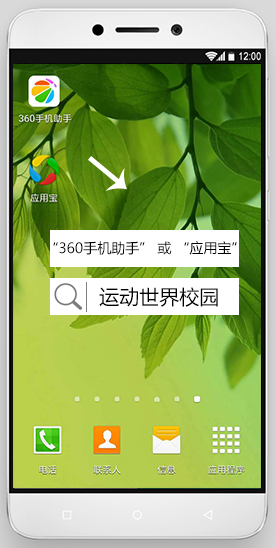 12:00
360手机助手
应用宝
“360手机助手” 或 “应用宝”
运动世界校园
电话
联系人
信息
应用程序